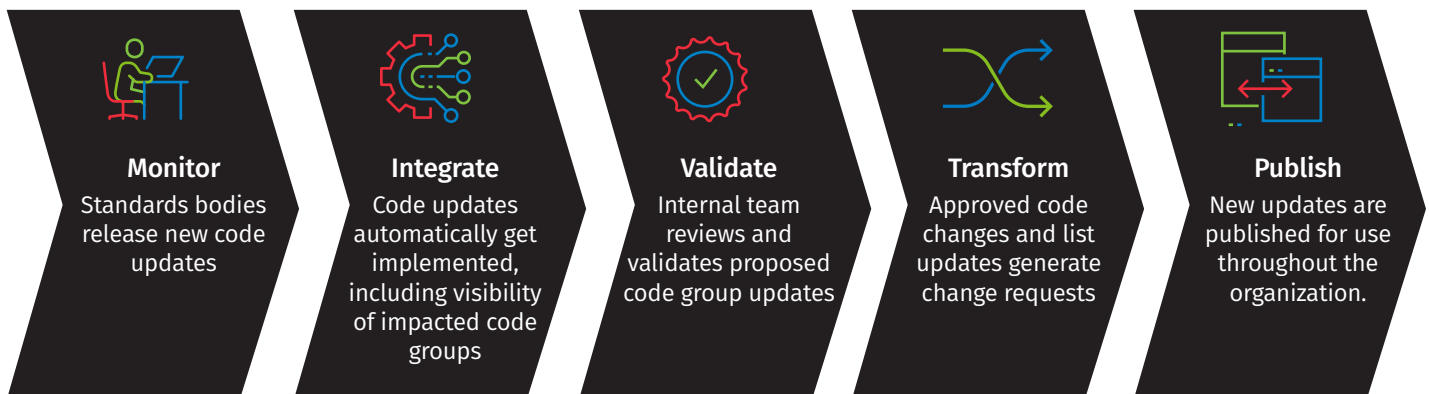 Monitor
Standards bodies
release new code
updates
Integrate
Code updates
automatically get
implemented,
including visibility
of impacted code
groups
Validate
Internal team
reviews and
validates proposed
code group updates
Transform
Approved code
changes and list
updates generate
change requests
Publish
New updates are
published for use
throughout the
organization.